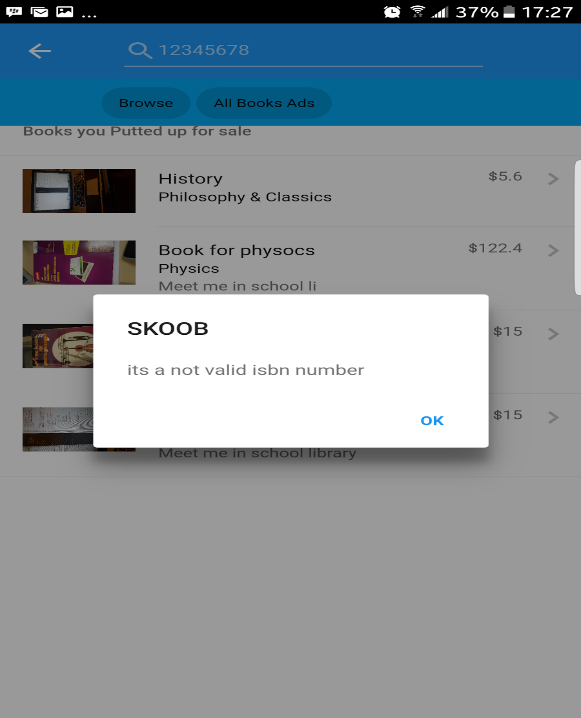 ... 37% 17:27
12345678
Browse All Books Ads
Books you Putted up for sale
History $5.6
Philosophy & Classics
Book for physocs $122.4
Physics
Meet me in school li
$15
SKOOB
its a not valid isbn number
OK
$15
Meet me in school library